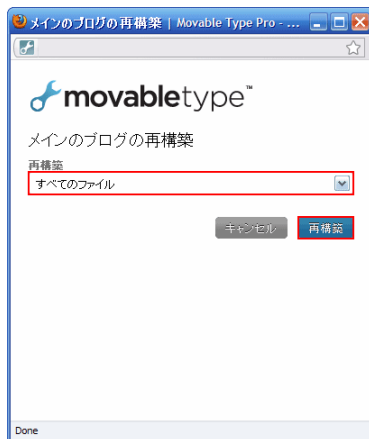 メインのブログの再構築 | Movable Type Pro - ...
movabletype™
メインのブログの再構築
再構築
すべてのファイル
キャンセル 再構築
Done